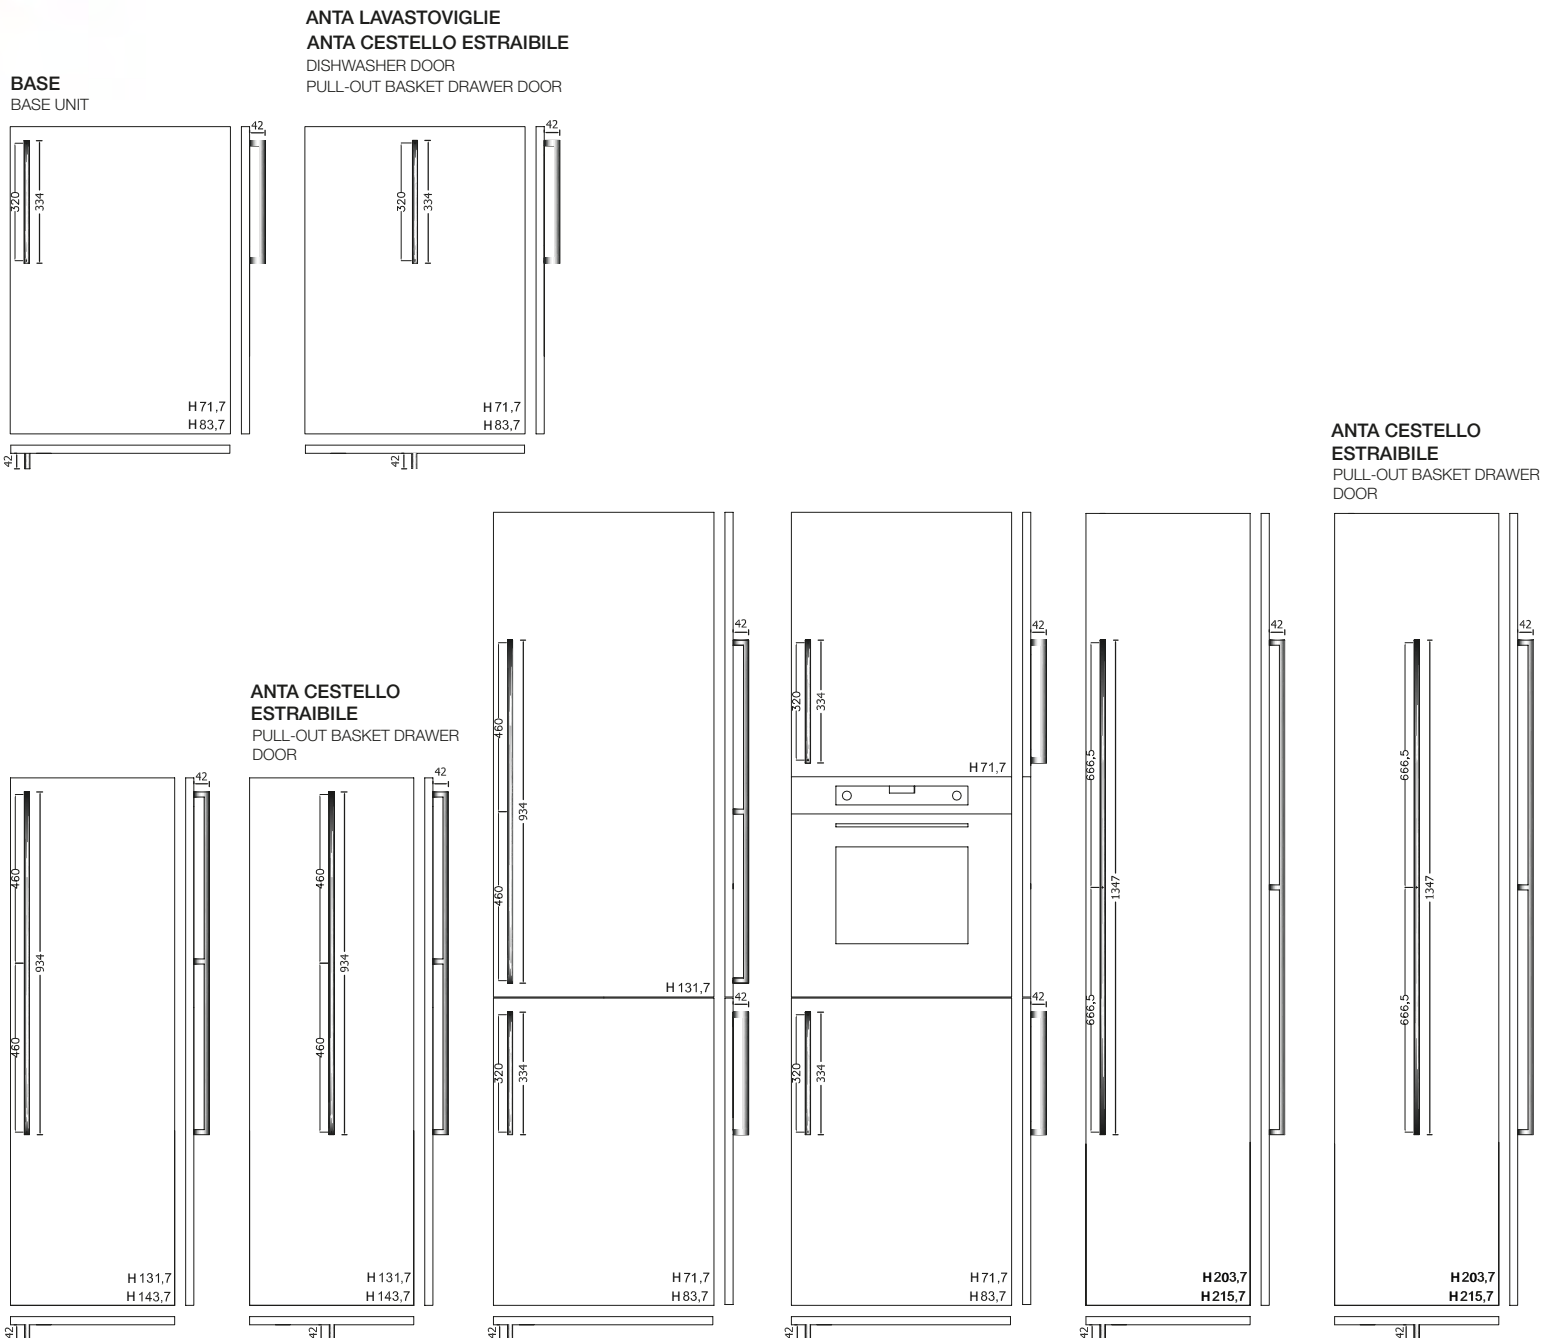 ANTA LAVASTOVIGLIE
ANTA CESTELLO ESTRAIBILE
DISHWASHER DOOR
PULL-OUT BASKET DRAWER DOOR
BASE
BASE UNIT
42
320
334
H 71,7
H 83,7
42
42
320
334
H 71,7
H 83,7
42
ANTA CESTELLO
ESTRAIBILE
PULL-OUT BASKET DRAWER
DOOR
ANTA CESTELLO
ESTRAIBILE
PULL-OUT BASKET DRAWER
DOOR
42
460
460
934
H 131,7
H 143,7
42
42
460
460
934
H 131,7
H 143,7
42
42
460
460
934
H 131,7
42
320
334
H 71,7
H 83,7
42
42
320
334
H 71,7
42
320
334
H 71,7
H 83,7
42
42
666,5
666,5
1347
H 203,7
H 215,7
42
42
666,5
666,5
1347
H 203,7
H 215,7
42